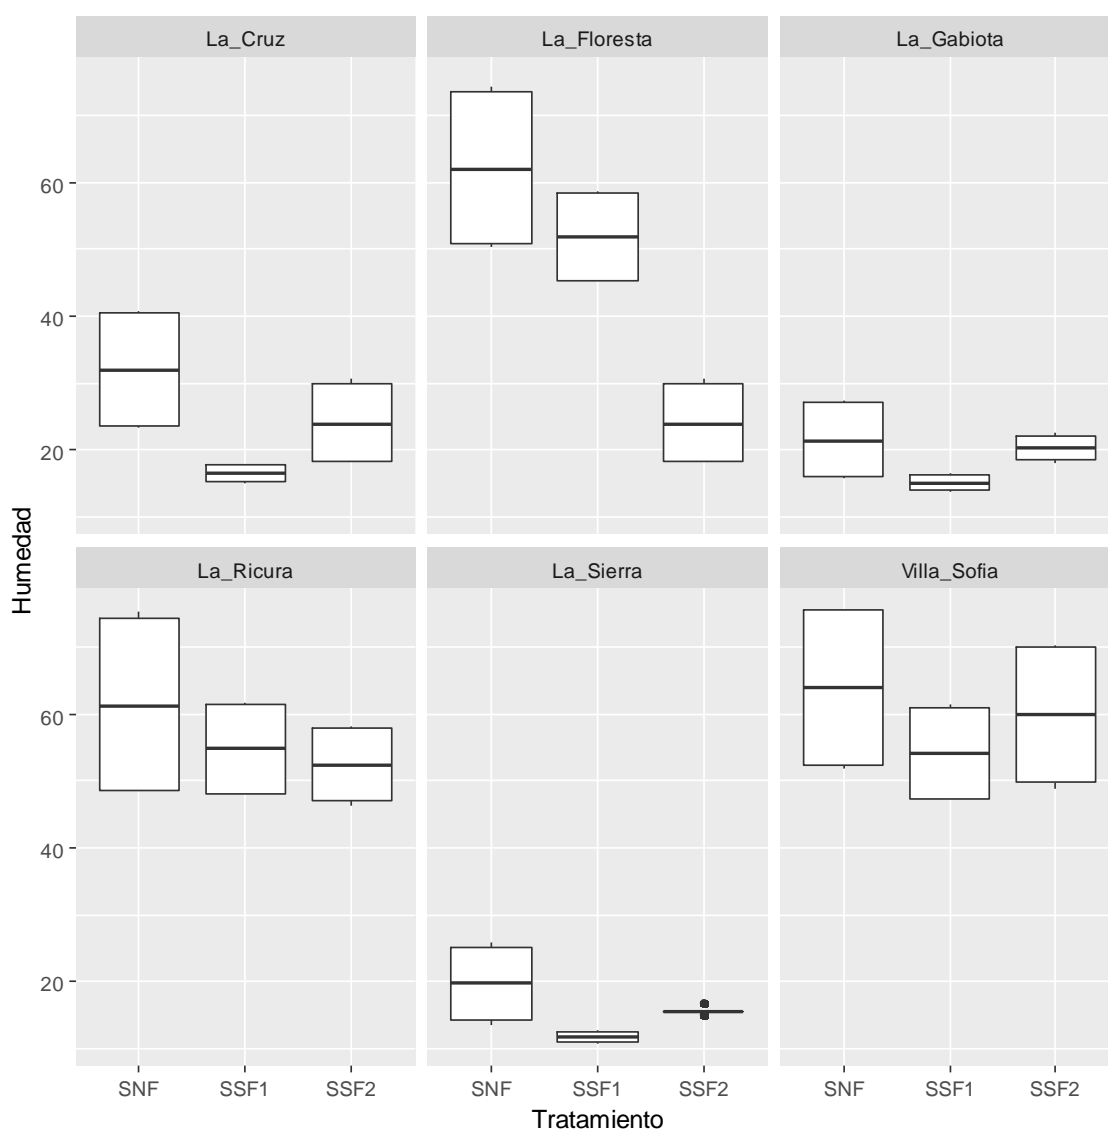 La_Cruz
La_Floresta
La_Gabiota
60
40
20
La_Ricura
La_Sierra
Villa_Sofia
60
40
20
SNF SSF1 SSF2
SNF SSF1 SSF2
SNF SSF1 SSF2
Humedad
Tratamiento